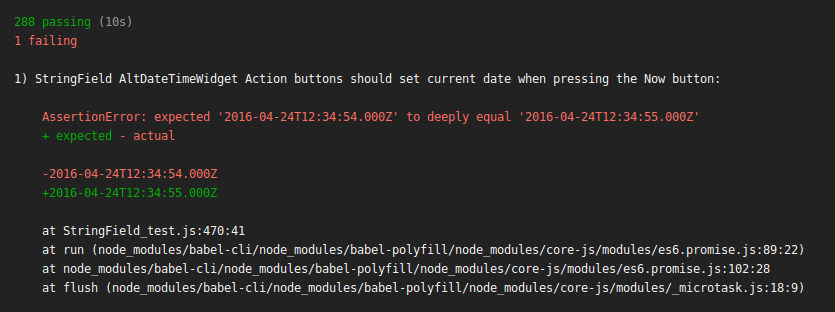 288 passing (10s)
1 failing
1) StringField AltDateTimeWidget Action buttons should set current date when pressing the Now button:
AssertionError: expected '2016-04-24T12:34:54.000Z' to deeply equal '2016-04-24T12:34:55.000Z'
+ expected - actual
-2016-04-24T12:34:54.000Z
+2016-04-24T12:34:55.000Z
at StringField_test.js:470:41
at run (node_modules/babel-cli/node_modules/babel-polyfill/node_modules/core-js/modules/es6.promise.js:89:22)
at node_modules/babel-cli/node_modules/babel-polyfill/node_modules/core-js/modules/es6.promise.js:102:28
at flush (node_modules/babel-cli/node_modules/babel-polyfill/node_modules/core-js/modules/_microtask.js:18:9)